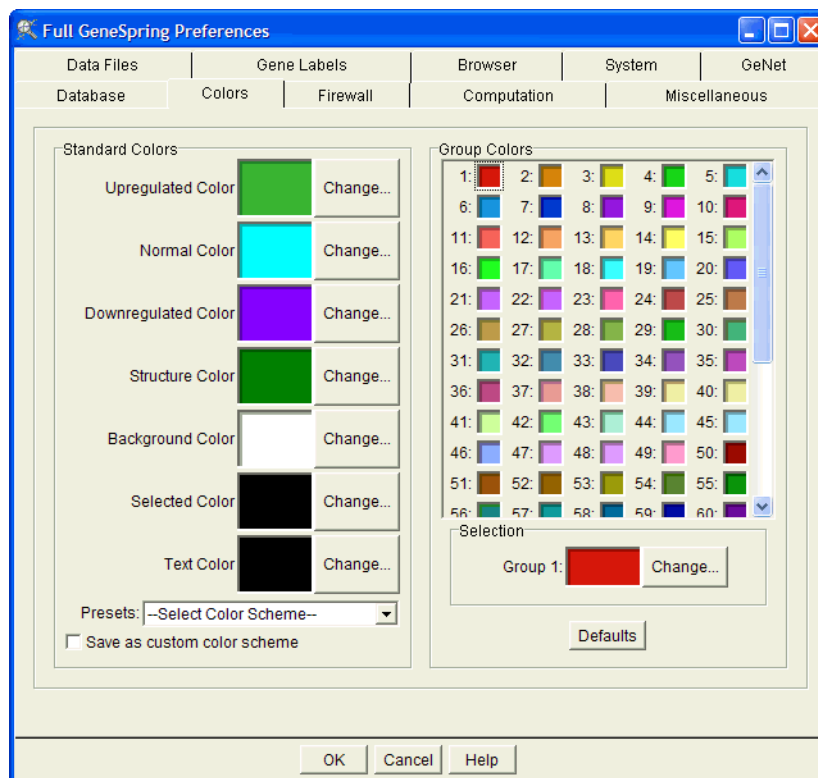 Full GeneSpring Preferences
Data Files Gene Labels Browser System GeNet
Database Colors Firewall Computation Miscellaneous
Standard Colors
Upregulated Color Change...
Normal Color Change...
Downregulated Color Change...
Structure Color Change...
Background Color Change...
Selected Color Change...
Text Color Change...
Presets: --Select Color Scheme--
Save as custom color scheme
Group Colors
1: 2: 3: 4: 5:
6: 7: 8: 9: 10:
11: 12: 13: 14: 15:
16: 17: 18: 19: 20:
21: 22: 23: 24: 25:
26: 27: 28: 29: 30:
31: 32: 33: 34: 35:
36: 37: 38: 39: 40:
41: 42: 43: 44: 45:
46: 47: 48: 49: 50:
51: 52: 53: 54: 55:
56: 57: 58: 59: 60:
Selection
Group 1: Change...
Defaults
OK Cancel Help